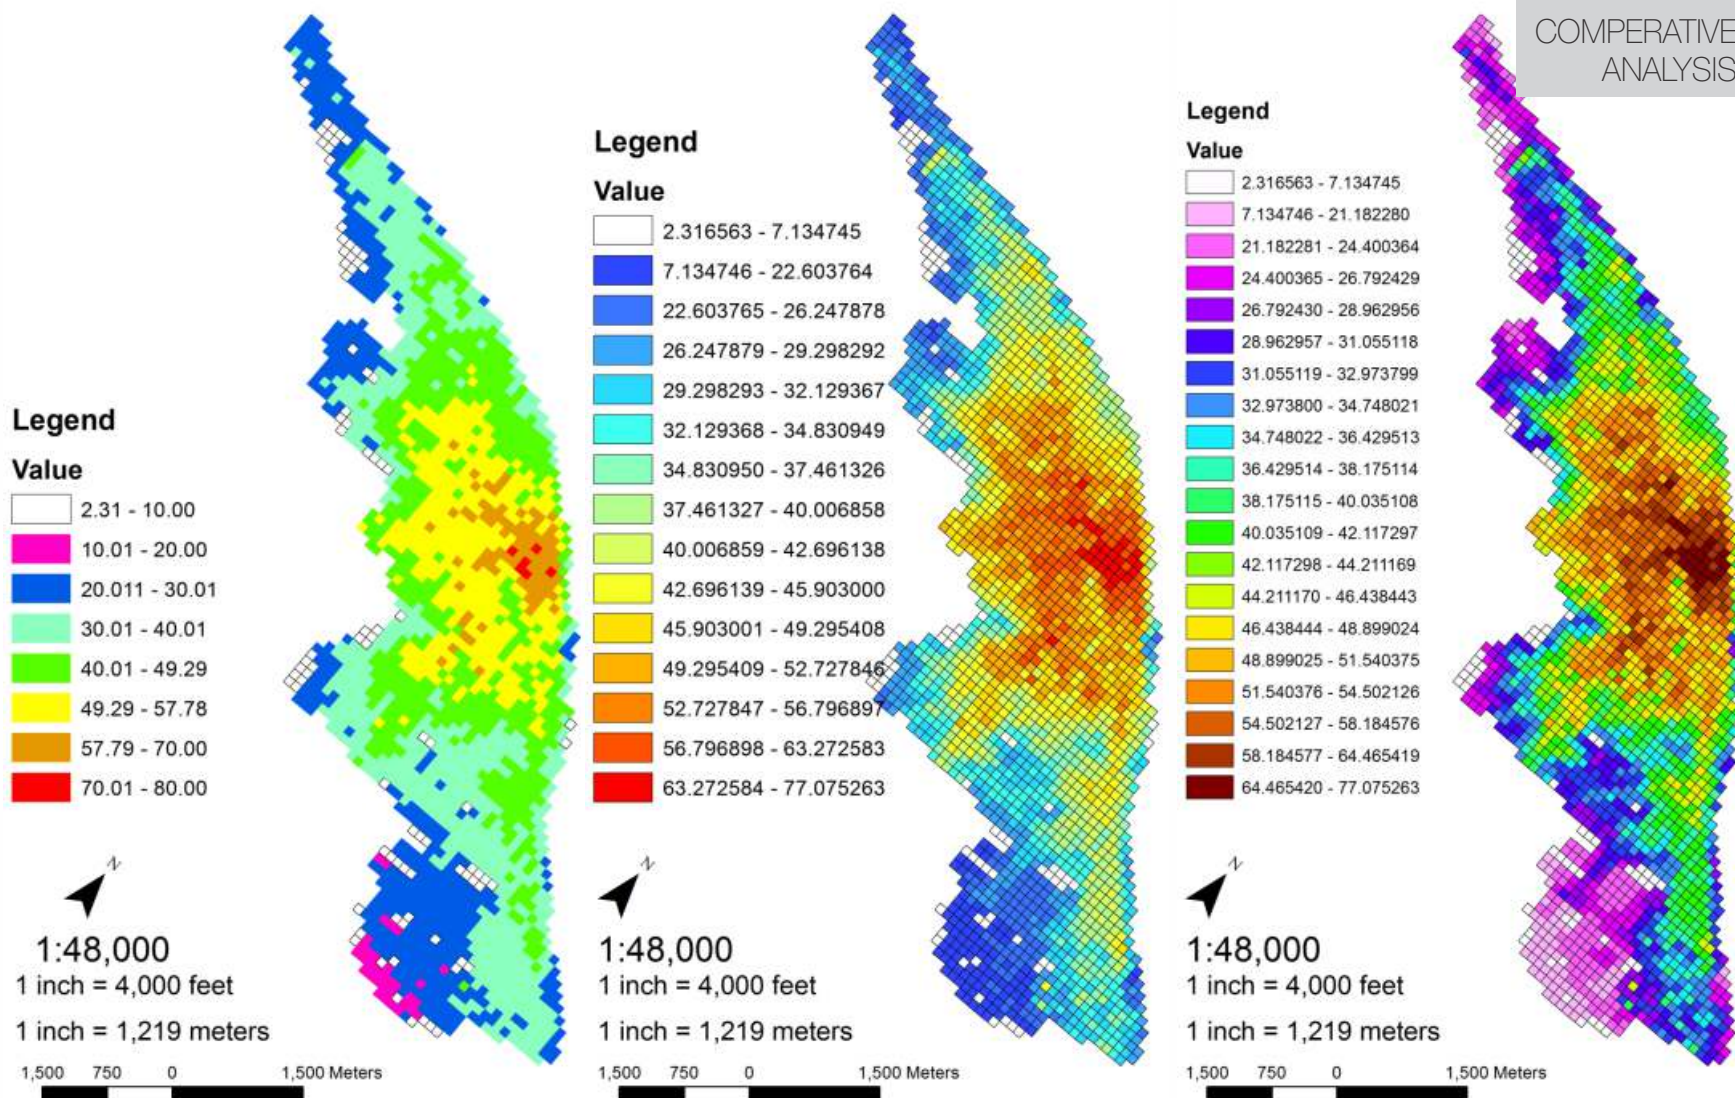 COMPERATIVE
ANALYSIS
Legend
Value
2.31 - 10.00
10.01 - 20.00
20.011 - 30.01
30.01 - 40.01
40.01 - 49.29
49.29 - 57.78
57.79 - 70.00
70.01 - 80.00
N
1:48,000
1 inch = 4,000 feet
1 inch = 1,219 meters
1,500 750 0 1,500 Meters
Legend
Value
2.316563 - 7.134745
7.134746 - 22.603764
22.603765 - 26.247878
26.247879 - 29.298292
29.298293 - 32.129367
32.129368 - 34.830949
34.830950 - 37.461326
37.461327 - 40.006858
40.006859 - 42.696138
42.696139 - 45.903000
45.903001 - 49.295408
49.295409 - 52.727846
52.727847 - 56.796897
56.796898 - 63.272583
63.272584 - 77.075263
N
1:48,000
1 inch = 4,000 feet
1 inch = 1,219 meters
1,500 750 0 1,500 Meters
Legend
Value
2.316563 - 7.134745
7.134746 - 21.182280
21.182281 - 24.400364
24.400365 - 26.792429
26.792430 - 28.962956
28.962957 - 31.055118
31.055119 - 32.973799
32.973800 - 34.748021
34.748022 - 36.429513
36.429514 - 38.175114
38.175115 - 40.035108
40.035109 - 42.117297
42.117298 - 44.211169
44.211170 - 46.438443
46.438444 - 48.899024
48.899025 - 51.540375
51.540376 - 54.502126
54.502127 - 58.184576
58.184577 - 64.465419
64.465420 - 77.075263
N
1:48,000
1 inch = 4,000 feet
1 inch = 1,219 meters
1,500 750 0 1,500 Meters